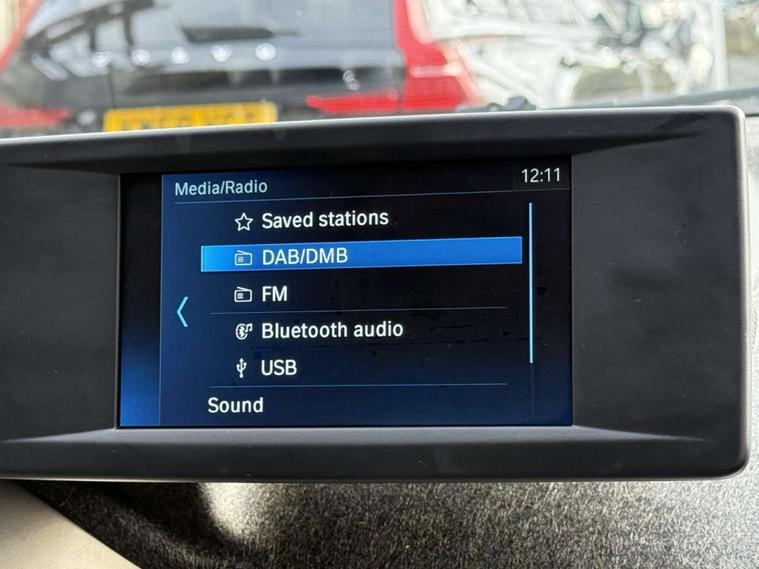 Media/Radio
12:11
Saved stations
DAB/DMB
FM
Bluetooth audio
USB
Sound